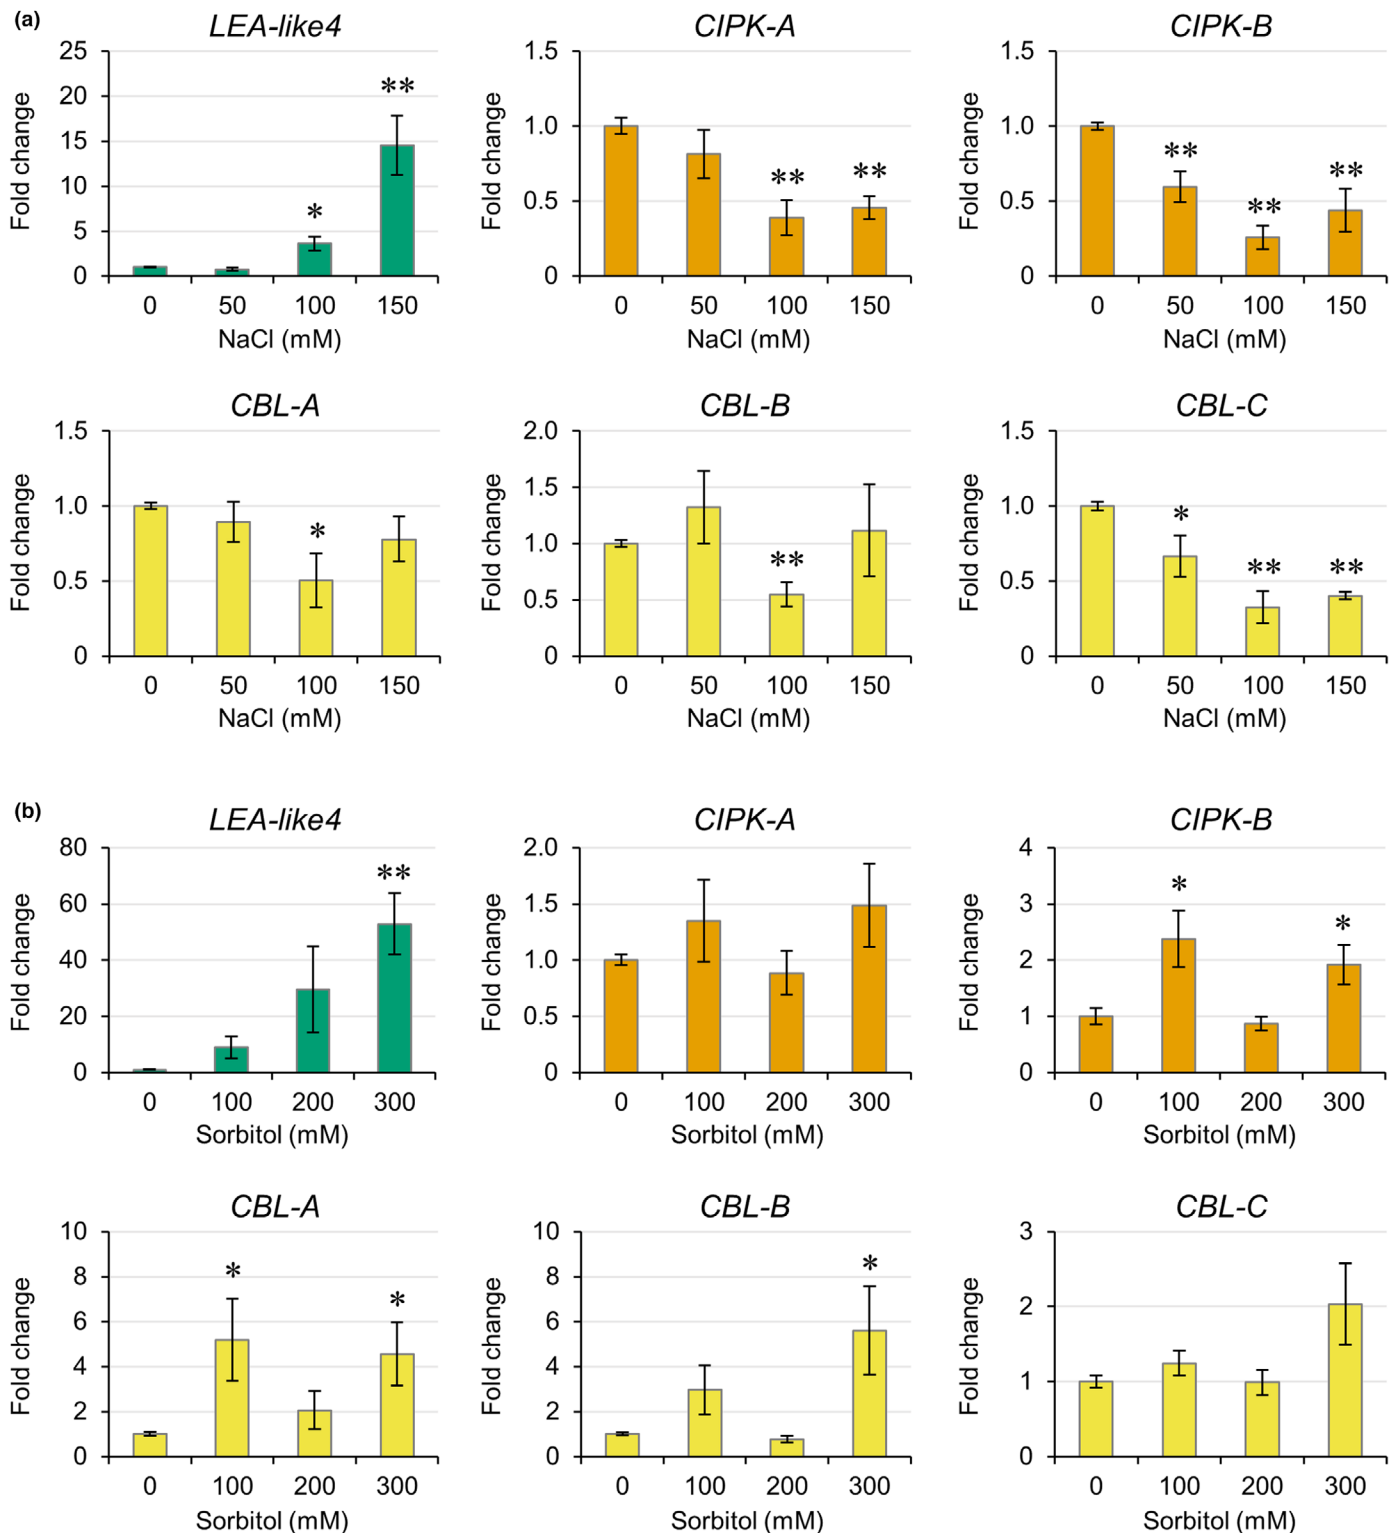 (a)
LEA-like4
CIPK-A
CIPK-B
25
20
15
10
5
0
Fold change
*
**
0 50 100 150
NaCl (mM)
1.5
1.0
0.5
0
Fold change
**
**
0 50 100 150
NaCl (mM)
1.5
1.0
0.5
0
Fold change
**
**
**
0 50 100 150
NaCl (mM)
CBL-A
CBL-B
CBL-C
1.5
1.0
0.5
0
Fold change
*
0 50 100 150
NaCl (mM)
2.0
1.5
1.0
0.5
0
Fold change
**
0 50 100 150
NaCl (mM)
1.5
1.0
0.5
0
Fold change
*
**
**
0 50 100 150
NaCl (mM)
(b)
LEA-like4
CIPK-A
CIPK-B
80
60
40
20
0
Fold change
**
0 100 200 300
Sorbitol (mM)
2.0
1.5
1.0
0.5
0
Fold change
0 100 200 300
Sorbitol (mM)
4
3
2
1
0
Fold change
*
*
0 100 200 300
Sorbitol (mM)
CBL-A
CBL-B
CBL-C
10
8
6
4
2
0
Fold change
*
*
0 100 200 300
Sorbitol (mM)
10
8
6
4
2
0
Fold change
*
0 100 200 300
Sorbitol (mM)
3
2
1
0
Fold change
0 100 200 300
Sorbitol (mM)